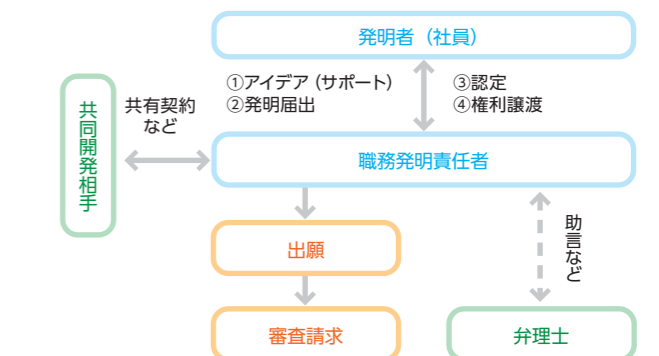 発明者（社員）
①アイデア（サポート）
②発明届出
③認定
④権利譲渡
共同開発相手
共有契約
など
職務発明責任者
出願
助言など
審査請求
弁理士